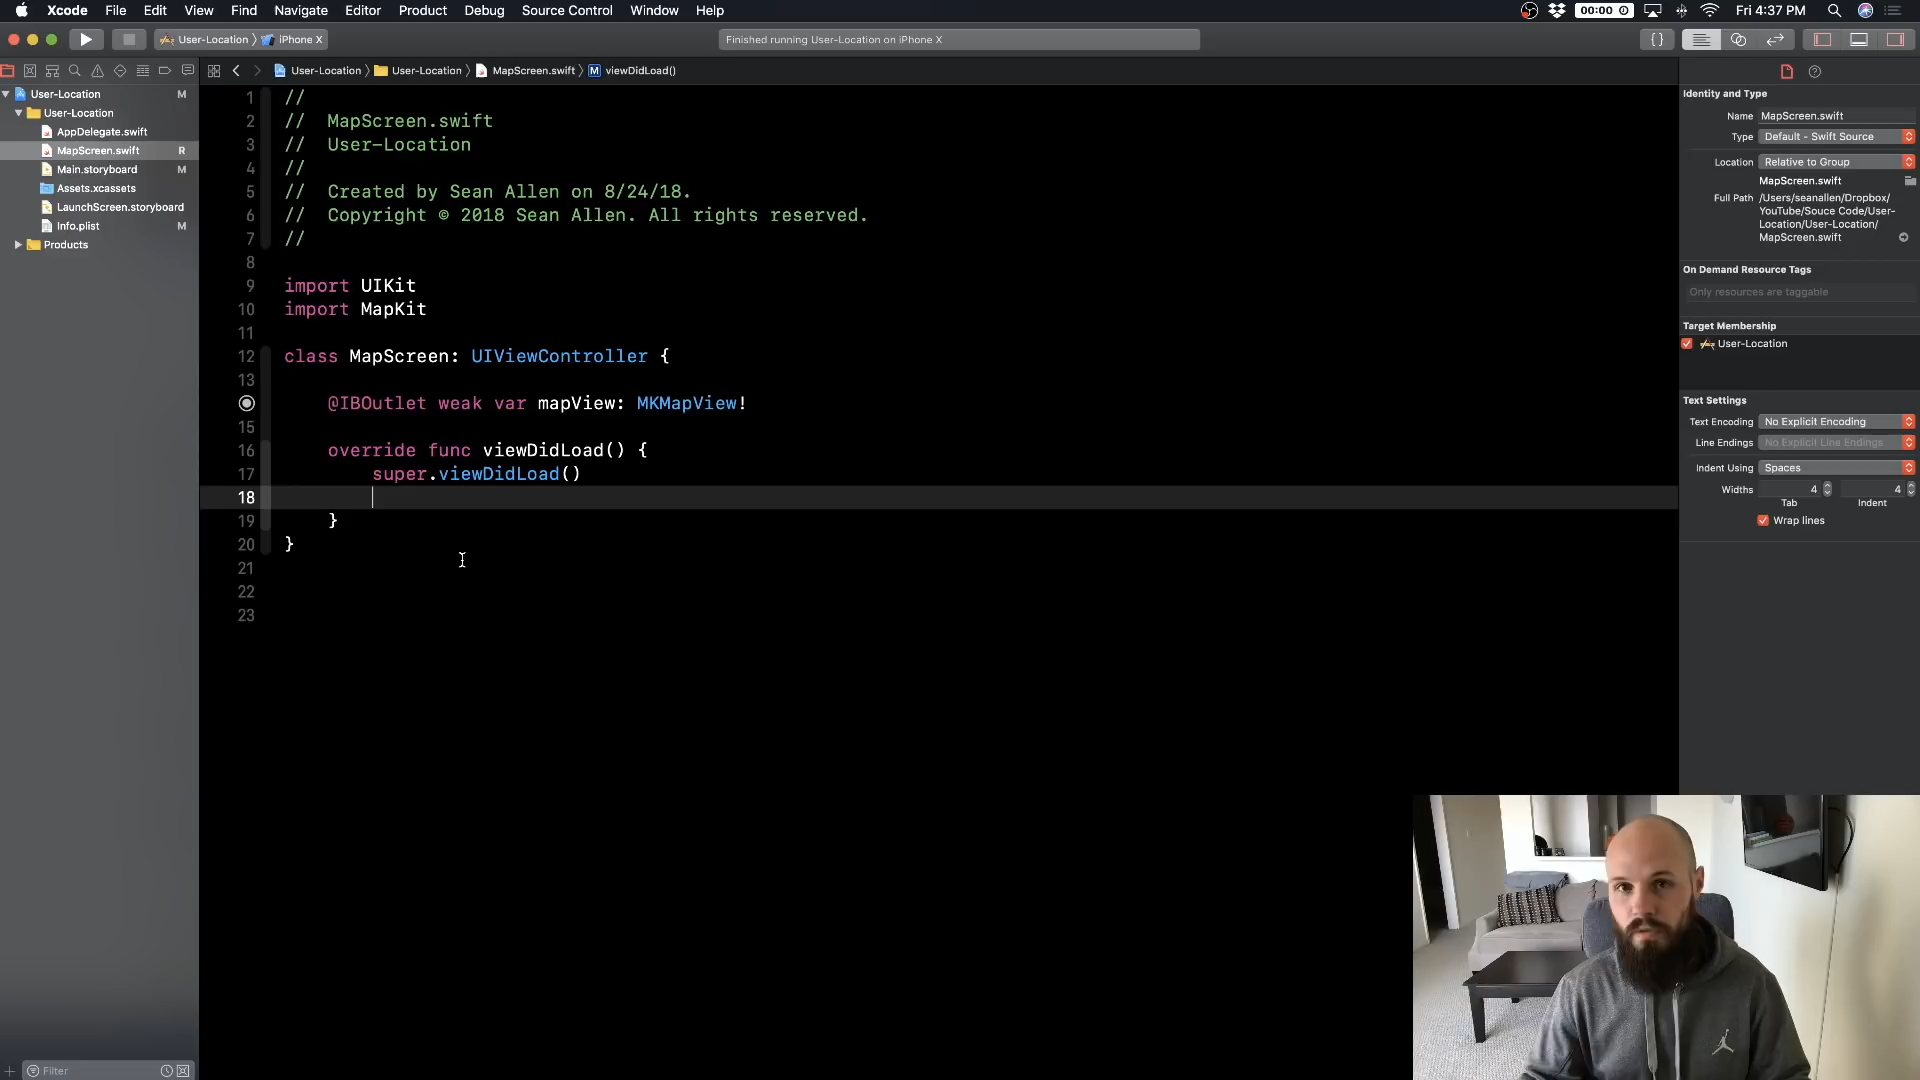 Xcode File Edit View Find Navigate Editor Product Debug Source Control Window Help
00:00 Fri 4:37 PM
User-Location iPhone X
Finished running User-Location on iPhone X
User-Location User-Location MapScreen.swift M viewDidLoad()
User-Location M
User-Location
AppDelegate.swift
MapScreen.swift R
Main.storyboard M
Assets.xcassets
LaunchScreen.storyboard
Info.plist M
Products
Filter
1 //
2 // MapScreen.swift
3 // User-Location
4 //
5 // Created by Sean Allen on 8/24/18.
6 // Copyright © 2018 Sean Allen. All rights reserved.
7 //
8
9 import UIKit
10 import MapKit
11
12 class MapScreen: UIViewController {
13
@IBOutlet weak var mapView: MKMapView!
15
16 override func viewDidLoad() {
17 super.viewDidLoad()
18
19 }
20 }
21
22
23
Identity and Type
Name MapScreen.swift
Type Default - Swift Source
Location Relative to Group
MapScreen.swift
Full Path /Users/seanallen/Dropbox/
YouTube/Souce Code/User-
Location/User-Location/
MapScreen.swift
On Demand Resource Tags
Only resources are taggable
Target Membership
User-Location
Text Settings
Text Encoding No Explicit Encoding
Line Endings No Explicit Line Endings
Indent Using Spaces
Widths 4 4
Tab Indent
Wrap lines